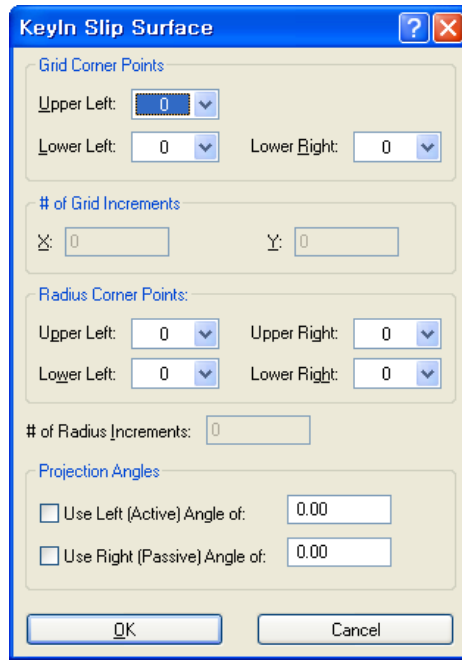 KeyIn Slip Surface
Grid Corner Points
Upper Left: 0
Lower Left: 0 Lower Right: 0
# of Grid Increments
X: 0 Y: 0
Radius Corner Points:
Upper Left: 0 Upper Right: 0
Lower Left: 0 Lower Right: 0
# of Radius Increments: 0
Projection Angles
Use Left (Active) Angle of: 0.00
Use Right (Passive) Angle of: 0.00
OK Cancel